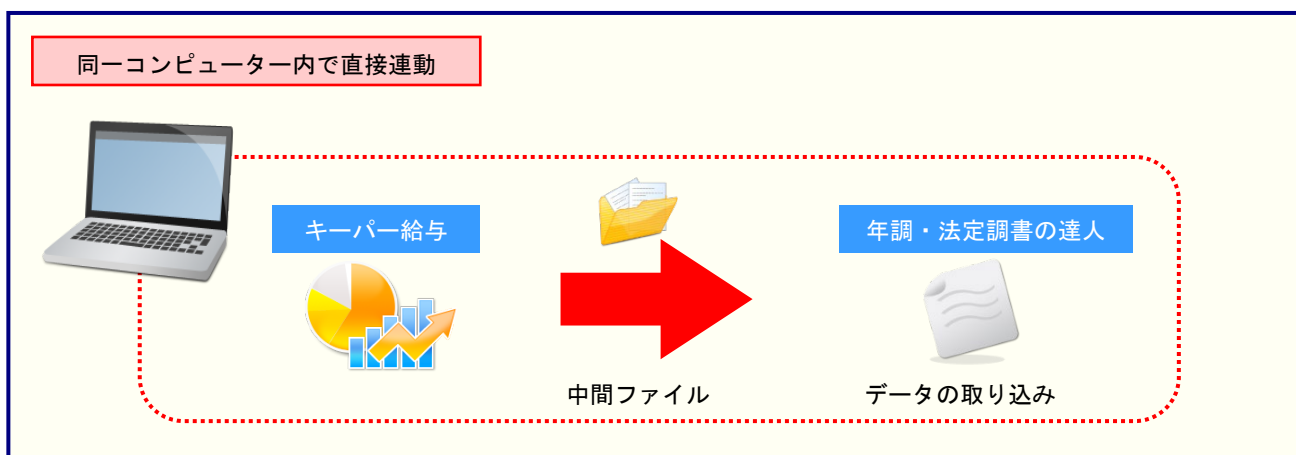 同一コンピューター内で直接連動
キーパー給与
年調・法定調書の達人
中間ファイル
データの取り込み